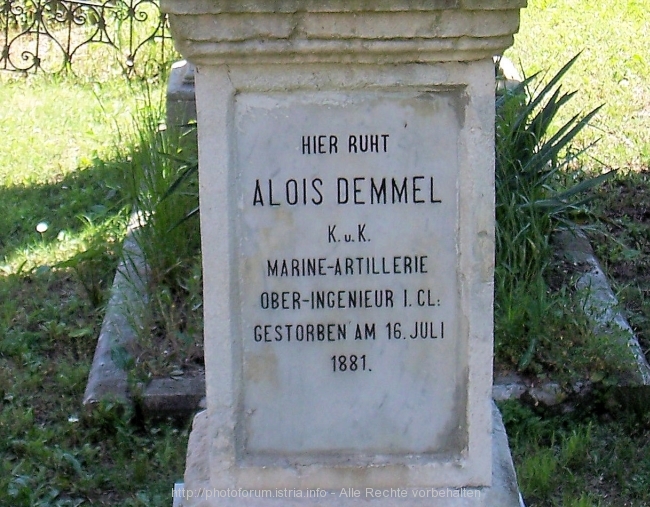 HIER RUHT
ALOIS DEMMEL
K. u. K.
MARINE-ARTILLERIE
OBER-INGENIEUR I. CL:
GESTORBEN AM 16. JULI
1881.
http://photoforum.istria.info - Alle Rechte vorbehalten